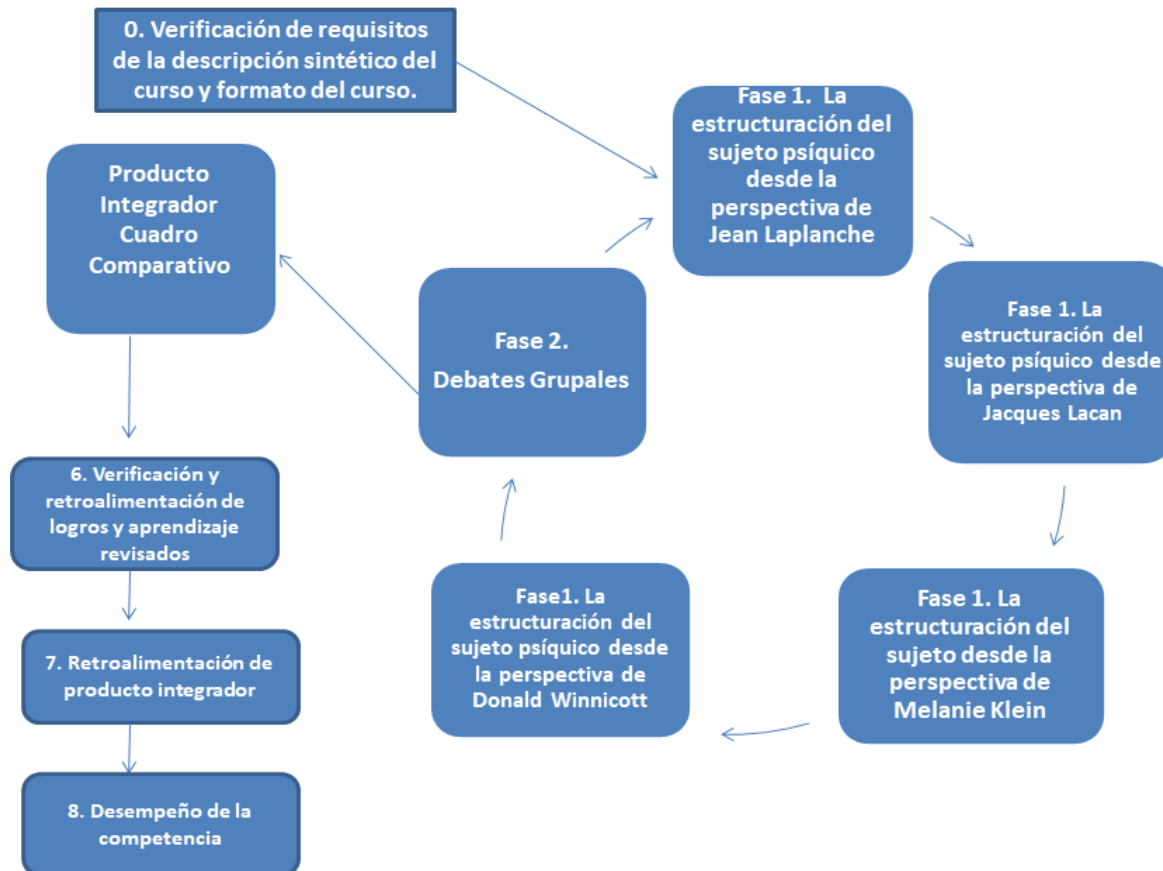 0. Verificación de requisitos
de la descripción sintético del
curso y formato del curso.
Fase 1. La
estructuración del
sujeto psíquico
desde la
perspectiva de
Jean Laplanche
Fase 1. La
estructuración del
sujeto psíquico desde
la perspectiva de
Jacques Lacan
Fase 1. La
estructuración del
sujeto desde la
perspectiva de
Melanie Klein
Fase1. La
estructuración del
sujeto psíquico desde
la perspectiva de
Donald Winnicott
Fase 2.
Debates Grupales
Producto
Integrador
Cuadro
Comparativo
6. Verificación y
retroalimentación de
logros y aprendizaje
revisados
7. Retroalimentación de
producto integrador
8. Desempeño de la
competencia